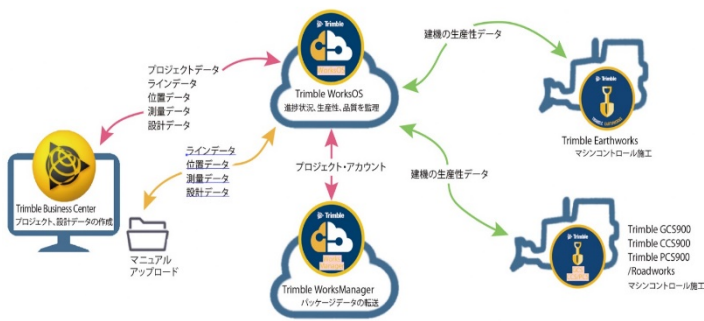 Trimble
Trimble WorksOS
進捗状況、生産性、品質を監理
プロジェクトデータ
ラインデータ
位置データ
測量データ
設計データ
ラインデータ
位置データ
測量データ
設計データ
Trimble Business Center
プロジェクト、設計データの作成
マニュアル
アップロード
プロジェクト・アカウント
Trimble
Trimble WorksManager
パッケージデータの転送
建機の生産性データ
Trimble
Trimble Earthworks
マシンコントロール施工
建機の生産性データ
Trimble
Trimble GCS900
Trimble CCS900
Trimble PCS900
/Roadworks
マシンコントロール施工